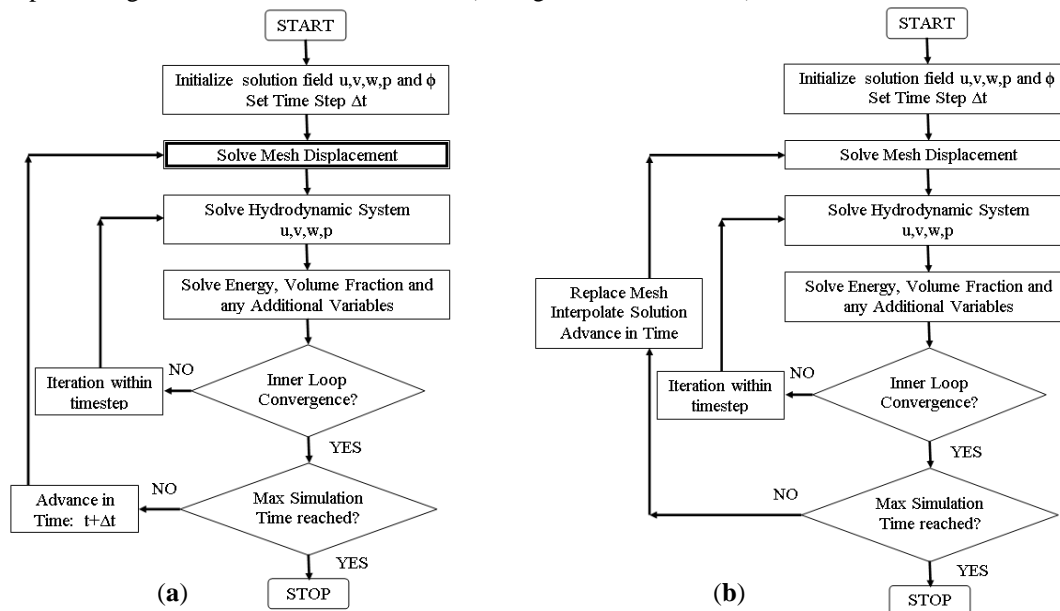 START
Initialize solution field u,v,w,p and ϕ
Set Time Step Δt
Solve Mesh Displacement
Solve Hydrodynamic System
u,v,w,p
Solve Energy, Volume Fraction and
any Additional Variables
Inner Loop
Convergence?
NO
Iteration within
timestep
YES
Max Simulation
Time reached?
NO
Advance in
Time: t+Δt
YES
STOP
(a)
START
Initialize solution field u,v,w,p and ϕ
Set Time Step Δt
Solve Mesh Displacement
Solve Hydrodynamic System
u,v,w,p
Solve Energy, Volume Fraction and
any Additional Variables
Replace Mesh
Interpolate Solution
Advance in Time
Inner Loop
Convergence?
NO
Iteration within
timestep
YES
Max Simulation
Time reached?
NO
YES
STOP
(b)